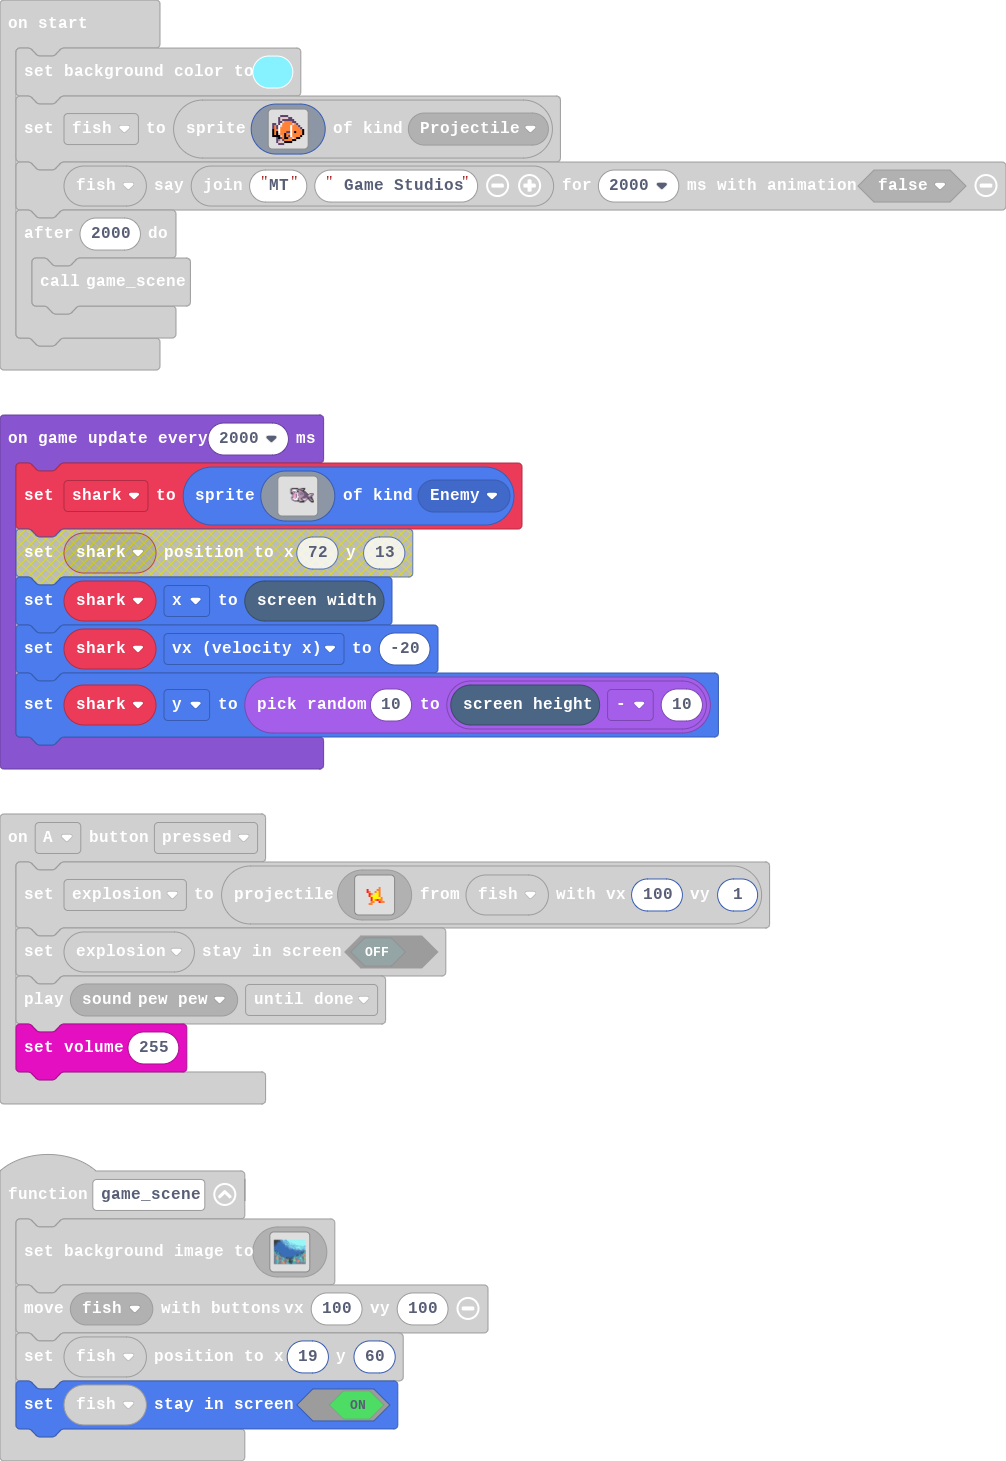 on start
set background color to
set fish to sprite of kind Projectile
fish say join "MT" " Game Studios" for 2000 ms with animation false
after 2000 do
call game_scene
on game update every 2000 ms
set shark to sprite of kind Enemy
set shark position to x 72 y 13
set shark x to screen width
set shark vx (velocity x) to -20
set shark y to pick random 10 to screen height - 10
on A button pressed
set explosion to projectile from fish with vx 100 vy 1
set explosion stay in screen OFF
play sound pew pew until done
set volume 255
function game_scene
set background image to
move fish with buttons vx 100 vy 100
set fish position to x 19 y 60
set fish stay in screen ON